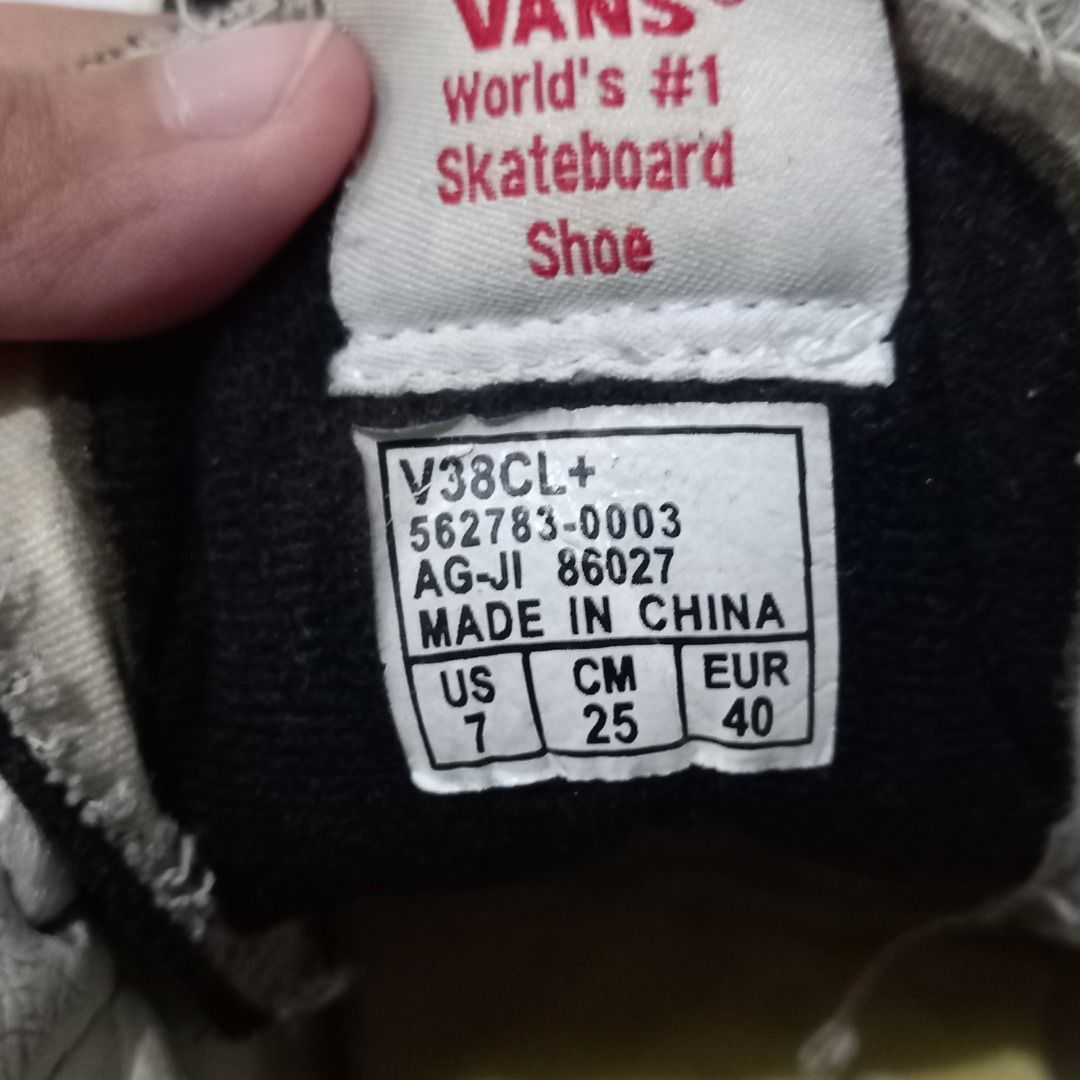 VANS®
World's #1
Skateboard
Shoe
V38CL+
562783-0003
AG-JI 86027
MADE IN CHINA
US CM EUR
7 25 40